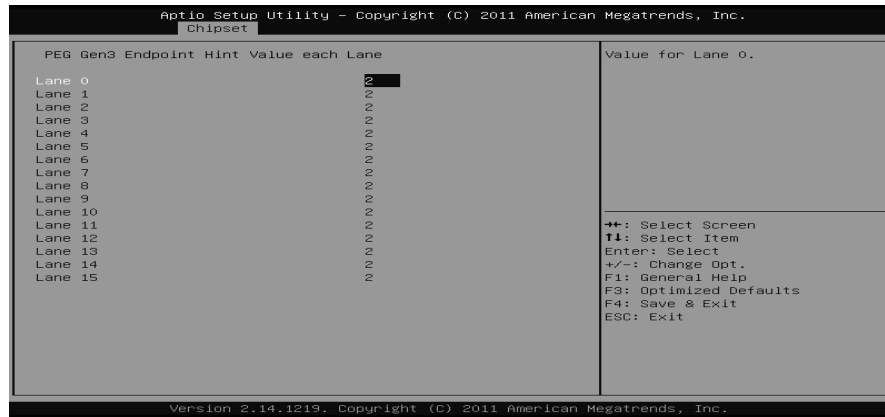 Aptio Setup Utility – Copyright (C) 2011 American Megatrends, Inc.
Chipset
PEG Gen3 Endpoint Hint Value each Lane
Lane 0 2
Lane 1 2
Lane 2 2
Lane 3 2
Lane 4 2
Lane 5 2
Lane 6 2
Lane 7 2
Lane 8 2
Lane 9 2
Lane 10 2
Lane 11 2
Lane 12 2
Lane 13 2
Lane 14 2
Lane 15 2
Value for Lane 0.
→←: Select Screen
↑↓: Select Item
Enter: Select
+/-: Change Opt.
F1: General Help
F3: Optimized Defaults
F4: Save & Exit
ESC: Exit
Version 2.14.1219. Copyright (C) 2011 American Megatrends, Inc.